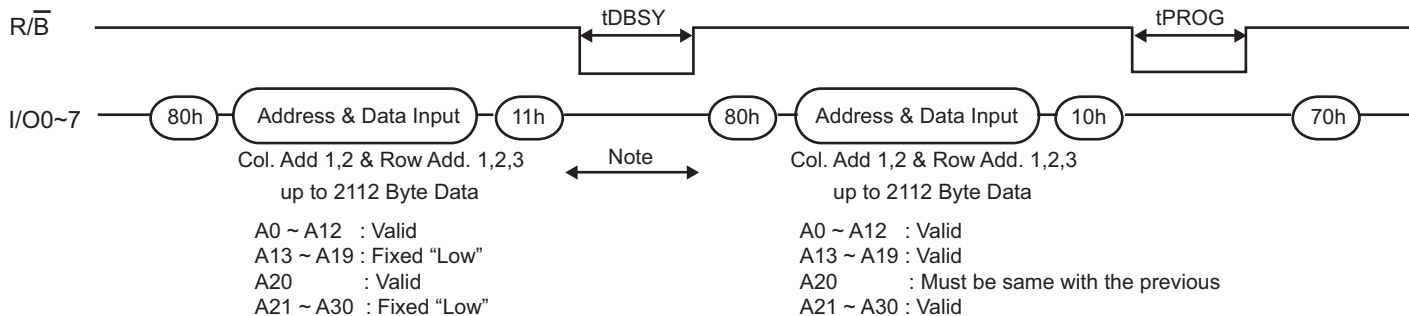 tDBSY tPROG
R/B̅
I/O0~7 80h Address & Data Input 11h 80h Address & Data Input 10h 70h
Col. Add 1,2 & Row Add. 1,2,3 Note Col. Add 1,2 & Row Add. 1,2,3
up to 2112 Byte Data up to 2112 Byte Data
A0 ~ A12 : Valid A0 ~ A12 : Valid
A13 ~ A19 : Fixed “Low” A13 ~ A19 : Valid
A20 : Valid A20 : Must be same with the previous
A21 ~ A30 : Fixed “Low” A21 ~ A30 : Valid